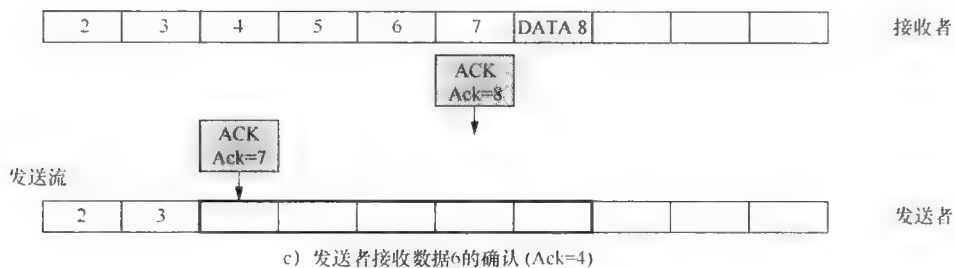 2 3 4 5 6 7 DATA 8 接收者
ACK
Ack=8
ACK
Ack=7
发送流
2 3 发送者
c) 发送者接收数据6的确认 (Ack=4)